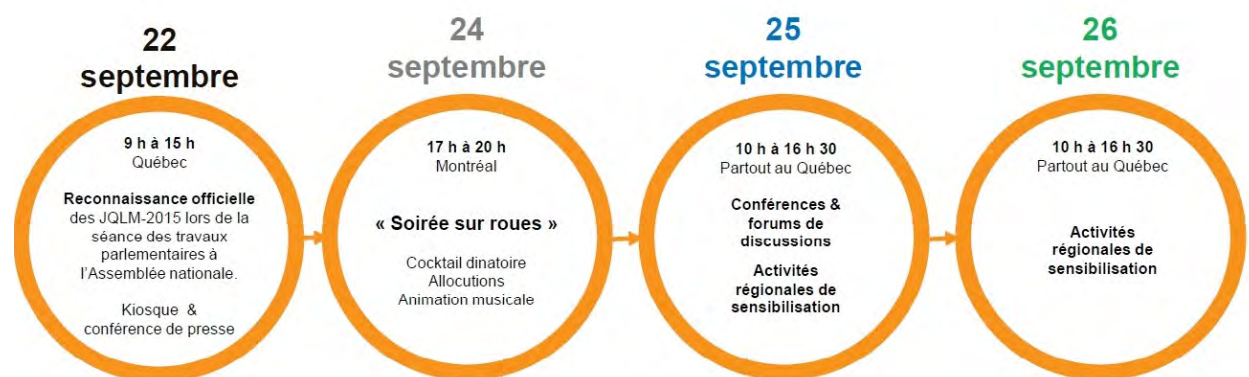 22
septembre
9 h à 15 h
Québec
Reconnaissance officielle
des JQLM-2015 lors de la
séance des travaux
parlementaires à
l'Assemblée nationale.
Kiosque &
conférence de presse
24
septembre
17 h à 20 h
Montréal
« Soirée sur roues »
Cocktail dinatoire
Allocutions
Animation musicale
25
septembre
10 h à 16 h 30
Partout au Québec
Conférences &
forums de
discussions
Activités
régionales de
sensibilisation
26
septembre
10 h à 16 h 30
Partout au Québec
Activités
régionales de
sensibilisation